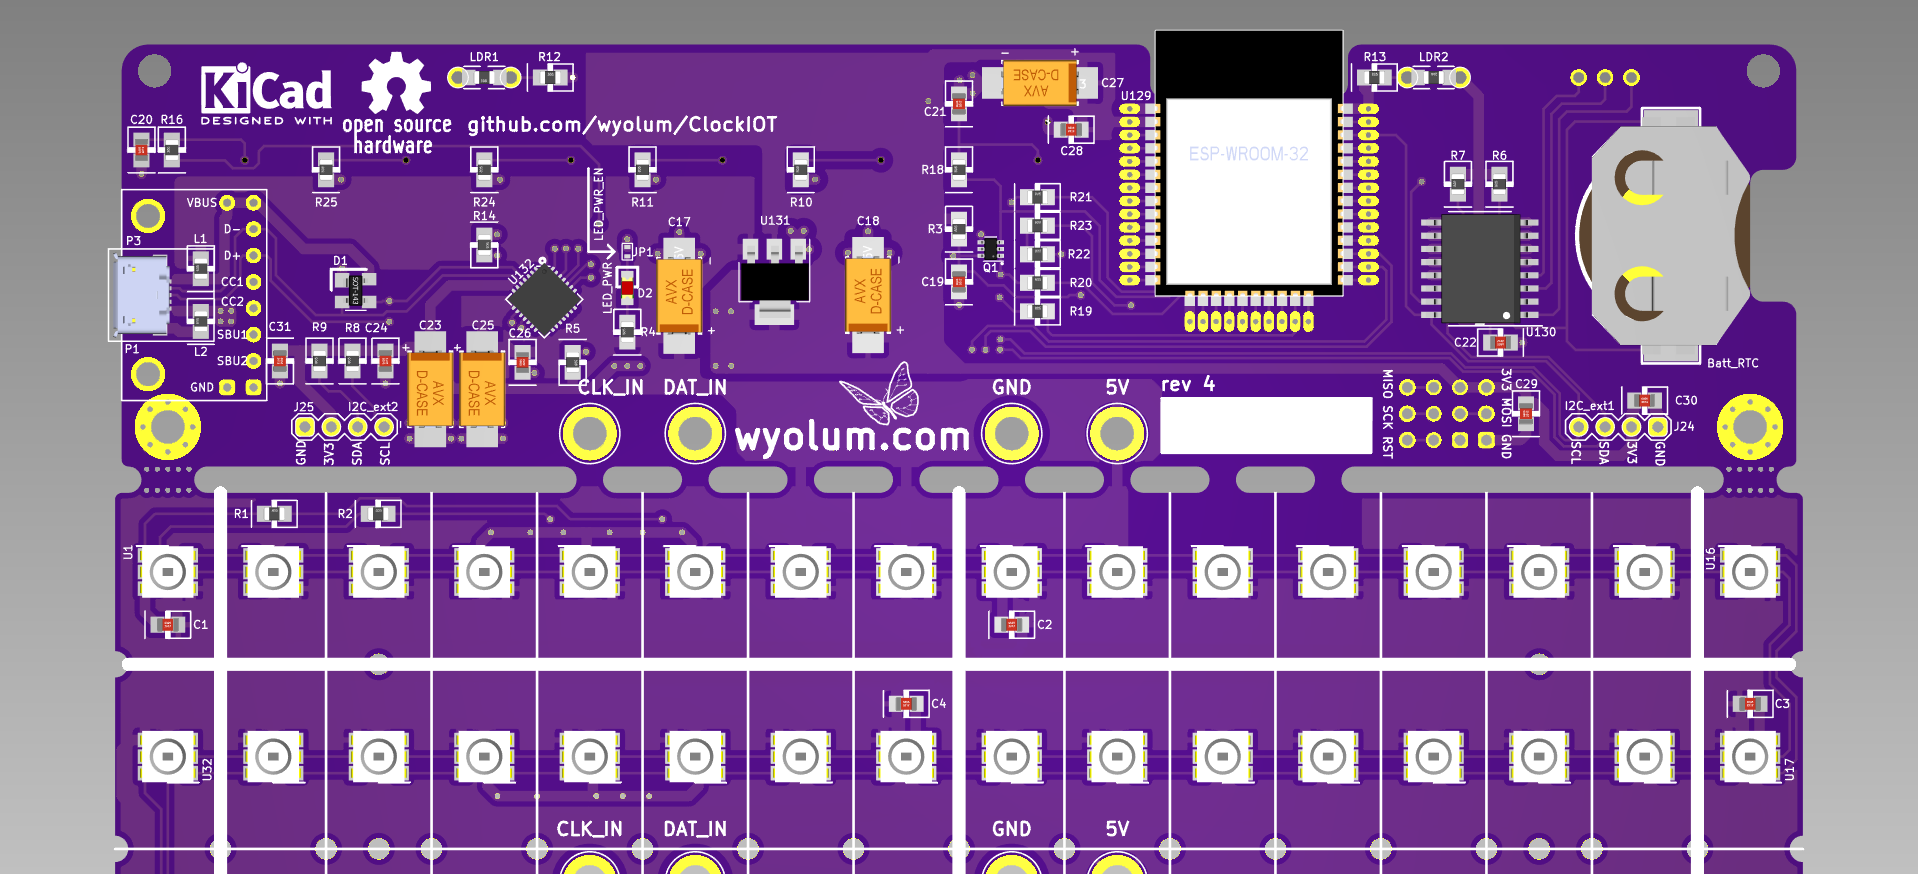 LDR1
R12
R13
LDR2
KiCad
DESIGNED WITH
open source
hardware
github.com/wyolum/ClockIOT
AVX
D-CASE
C27
U129
C21
C28
C20
R16
ESP-WROOM-32
R18
R7
R6
R25
R24
R11
R10
LED_PWR_EN
VBUS
D-
D+
CC1
CC2
SBU1
SBU2
GND
R14
C17
U131
C18
R21
R3
R23
R22
R20
R19
Q1
C19
P3
L1
D1
SOT-143
U132
JP1
LED_PWR
D2
R4
AVX
D-CASE
AVX
D-CASE
P1
L2
C31
R9
R8
C24
C23
C25
C26
R5
AVX
D-CASE
AVX
D-CASE
C22
U130
Batt_RTC
CLK_IN
DAT_IN
GND
5V
rev 4
wyolum.com
MISO SCK RST
3V3 MOSI GND
C29
C30
I2C_ext1
J24
SCL
SDA
3V3
GND
J25
I2C_ext2
GND
3V3
SDA
SCL
R1
R2
U1
U16
C1
C2
C4
C3
U32
U17
CLK_IN
DAT_IN
GND
5V